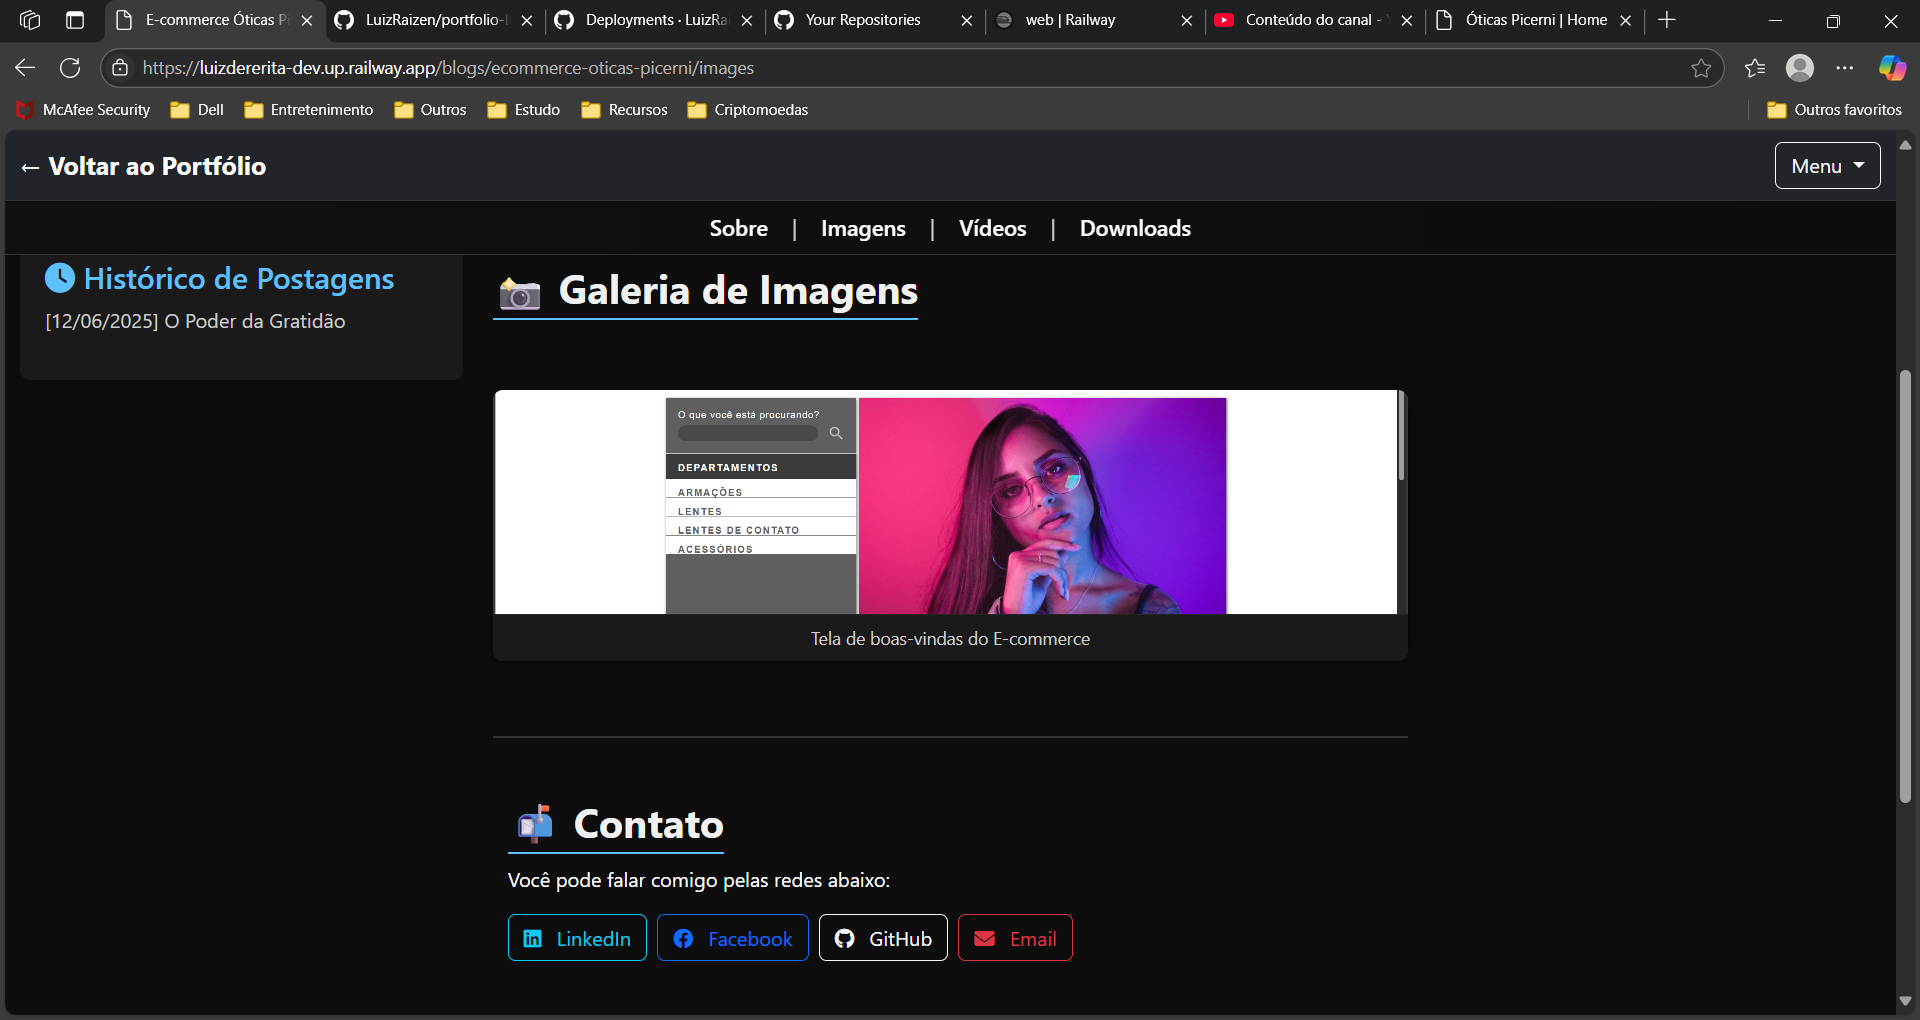 E-commerce Óticas Pi
LuizRaizen/portfolio-l
Deployments · LuizRai
Your Repositories
web | Railway
Conteúdo do canal - Y
Óticas Picerni | Home
https://luizdererita-dev.up.railway.app/blogs/ecommerce-oticas-picerni/images
McAfee Security
Dell
Entretenimento
Outros
Estudo
Recursos
Criptomoedas
Outros favoritos
← Voltar ao Portfólio
Menu
Sobre | Imagens | Vídeos | Downloads
Histórico de Postagens
[12/06/2025] O Poder da Gratidão
Galeria de Imagens
O que você está procurando?
DEPARTAMENTOS
ARMAÇÕES
LENTES
LENTES DE CONTATO
ACESSÓRIOS
Tela de boas-vindas do E-commerce
Contato
Você pode falar comigo pelas redes abaixo:
LinkedIn
Facebook
GitHub
Email